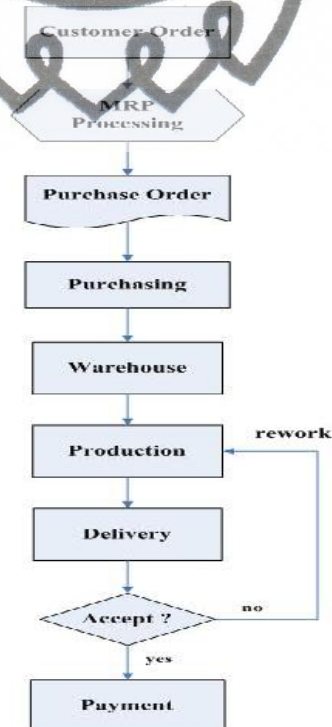 Customer Order
MRP
Processing
Purchase Order
Purchasing
Warehouse
Production
rework
Delivery
Accept ?
no
yes
Payment